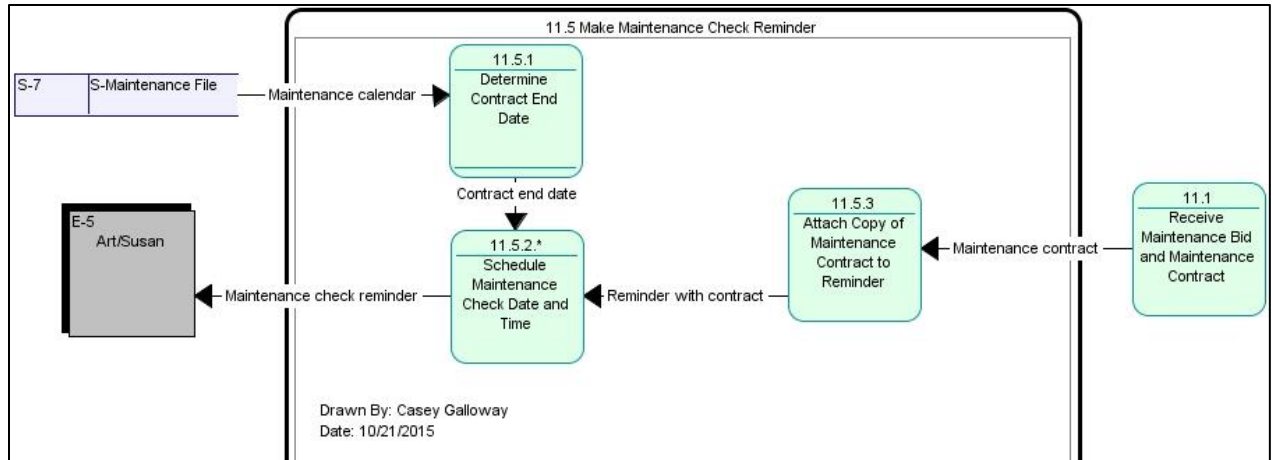 11.5 Make Maintenance Check Reminder
S-7
S-Maintenance File
Maintenance calendar
11.5.1
Determine
Contract End
Date
Contract end date
E-5
Art/Susan
Maintenance check reminder
11.5.2.*
Schedule
Maintenance
Check Date and
Time
Reminder with contract
11.5.3
Attach Copy of
Maintenance
Contract to
Reminder
Maintenance contract
11.1
Receive
Maintenance Bid
and Maintenance
Contract
Drawn By: Casey Galloway
Date: 10/21/2015